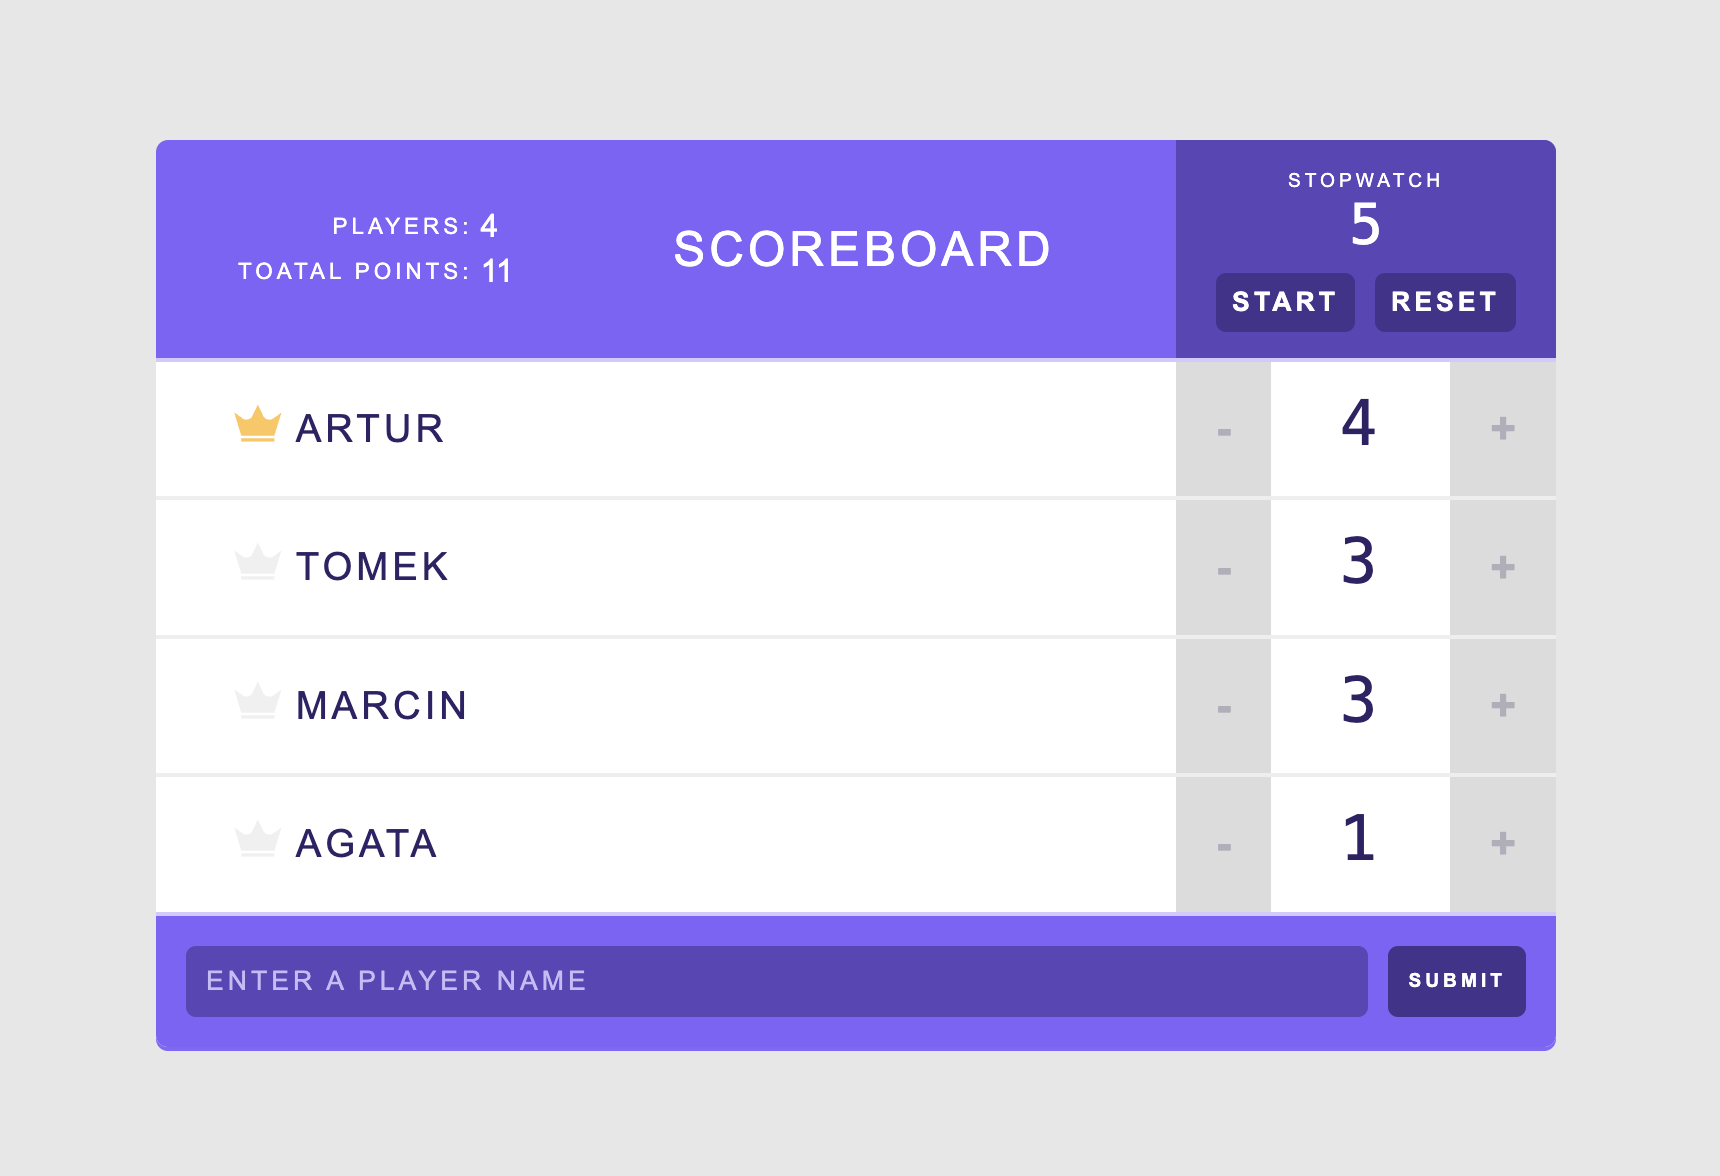 PLAYERS: 4
TOATAL POINTS: 11
SCOREBOARD
STOPWATCH
5
START RESET
ARTUR - 4 +
TOMEK - 3 +
MARCIN - 3 +
AGATA - 1 +
ENTER A PLAYER NAME SUBMIT